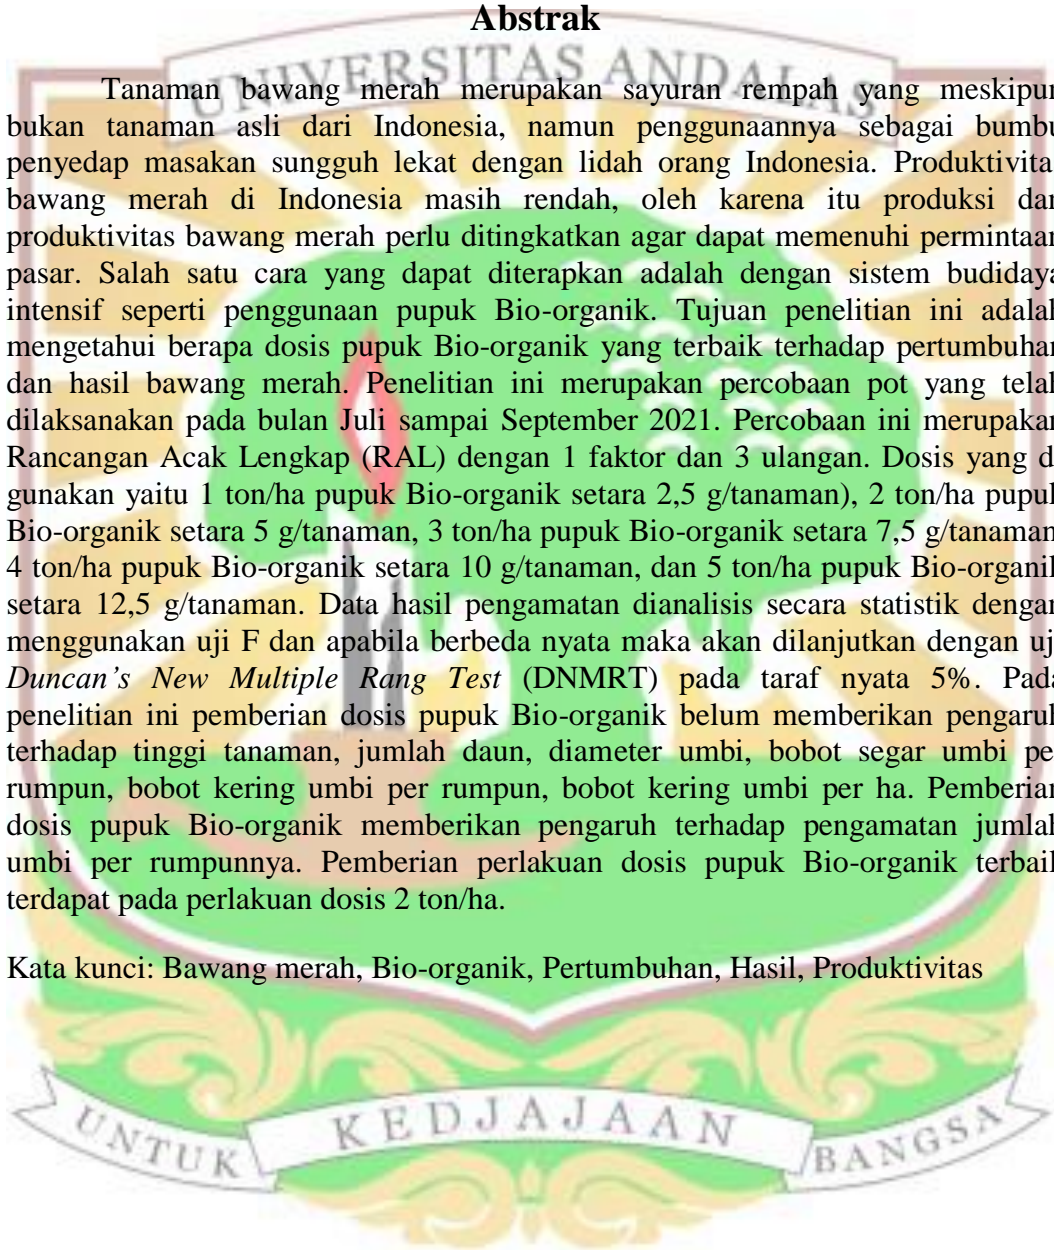 Abstrak
UNIVERSITAS ANDALAS
Tanaman bawang merah merupakan sayuran rempah yang meskipun
bukan tanaman asli dari Indonesia, namun penggunaannya sebagai bumbu
penyedap masakan sungguh lekat dengan lidah orang Indonesia. Produktivita
bawang merah di Indonesia masih rendah, oleh karena itu produksi dan
produktivitas bawang merah perlu ditingkatkan agar dapat memenuhi permintaan
pasar. Salah satu cara yang dapat diterapkan adalah dengan sistem budidaya
intensif seperti penggunaan pupuk Bio-organik. Tujuan penelitian ini adalah
mengetahui berapa dosis pupuk Bio-organik yang terbaik terhadap pertumbuhan
dan hasil bawang merah. Penelitian ini merupakan percobaan pot yang telah
dilaksanakan pada bulan Juli sampai September 2021. Percobaan ini merupakan
Rancangan Acak Lengkap (RAL) dengan 1 faktor dan 3 ulangan. Dosis yang di
gunakan yaitu 1 ton/ha pupuk Bio-organik setara 2,5 g/tanaman), 2 ton/ha pupuk
Bio-organik setara 5 g/tanaman, 3 ton/ha pupuk Bio-organik setara 7,5 g/tanaman
4 ton/ha pupuk Bio-organik setara 10 g/tanaman, dan 5 ton/ha pupuk Bio-organik
setara 12,5 g/tanaman. Data hasil pengamatan dianalisis secara statistik dengan
menggunakan uji F dan apabila berbeda nyata maka akan dilanjutkan dengan uji
Duncan's New Multiple Rang Test (DNMRT) pada taraf nyata 5%. Pada
penelitian ini pemberian dosis pupuk Bio-organik belum memberikan pengaruh
terhadap tinggi tanaman, jumlah daun, diameter umbi, bobot segar umbi pe
rumpun, bobot kering umbi per rumpun, bobot kering umbi per ha. Pemberian
dosis pupuk Bio-organik memberikan pengaruh terhadap pengamatan jumlah
umbi per rumpunnya. Pemberian perlakuan dosis pupuk Bio-organik terbaik
terdapat pada perlakuan dosis 2 ton/ha.
Kata kunci: Bawang merah, Bio-organik, Pertumbuhan, Hasil, Produktivitas
UNTUK KEDJAJAAN BANGSA